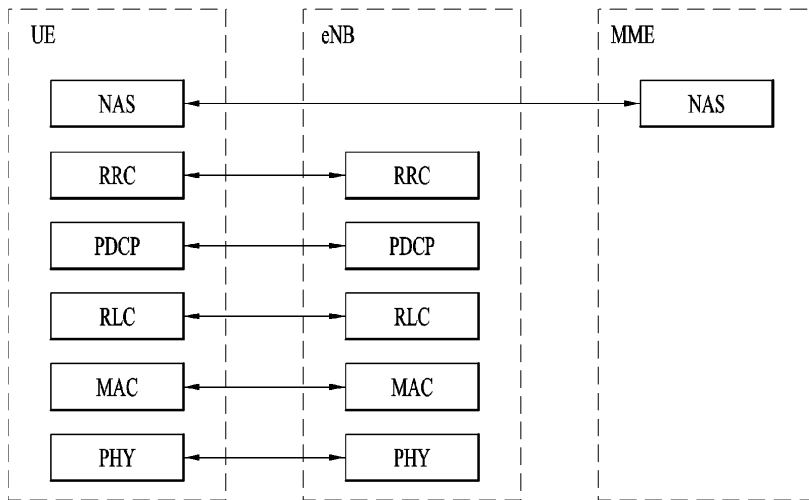 UE eNB MME
NAS NAS
RRC RRC
PDCP PDCP
RLC RLC
MAC MAC
PHY PHY